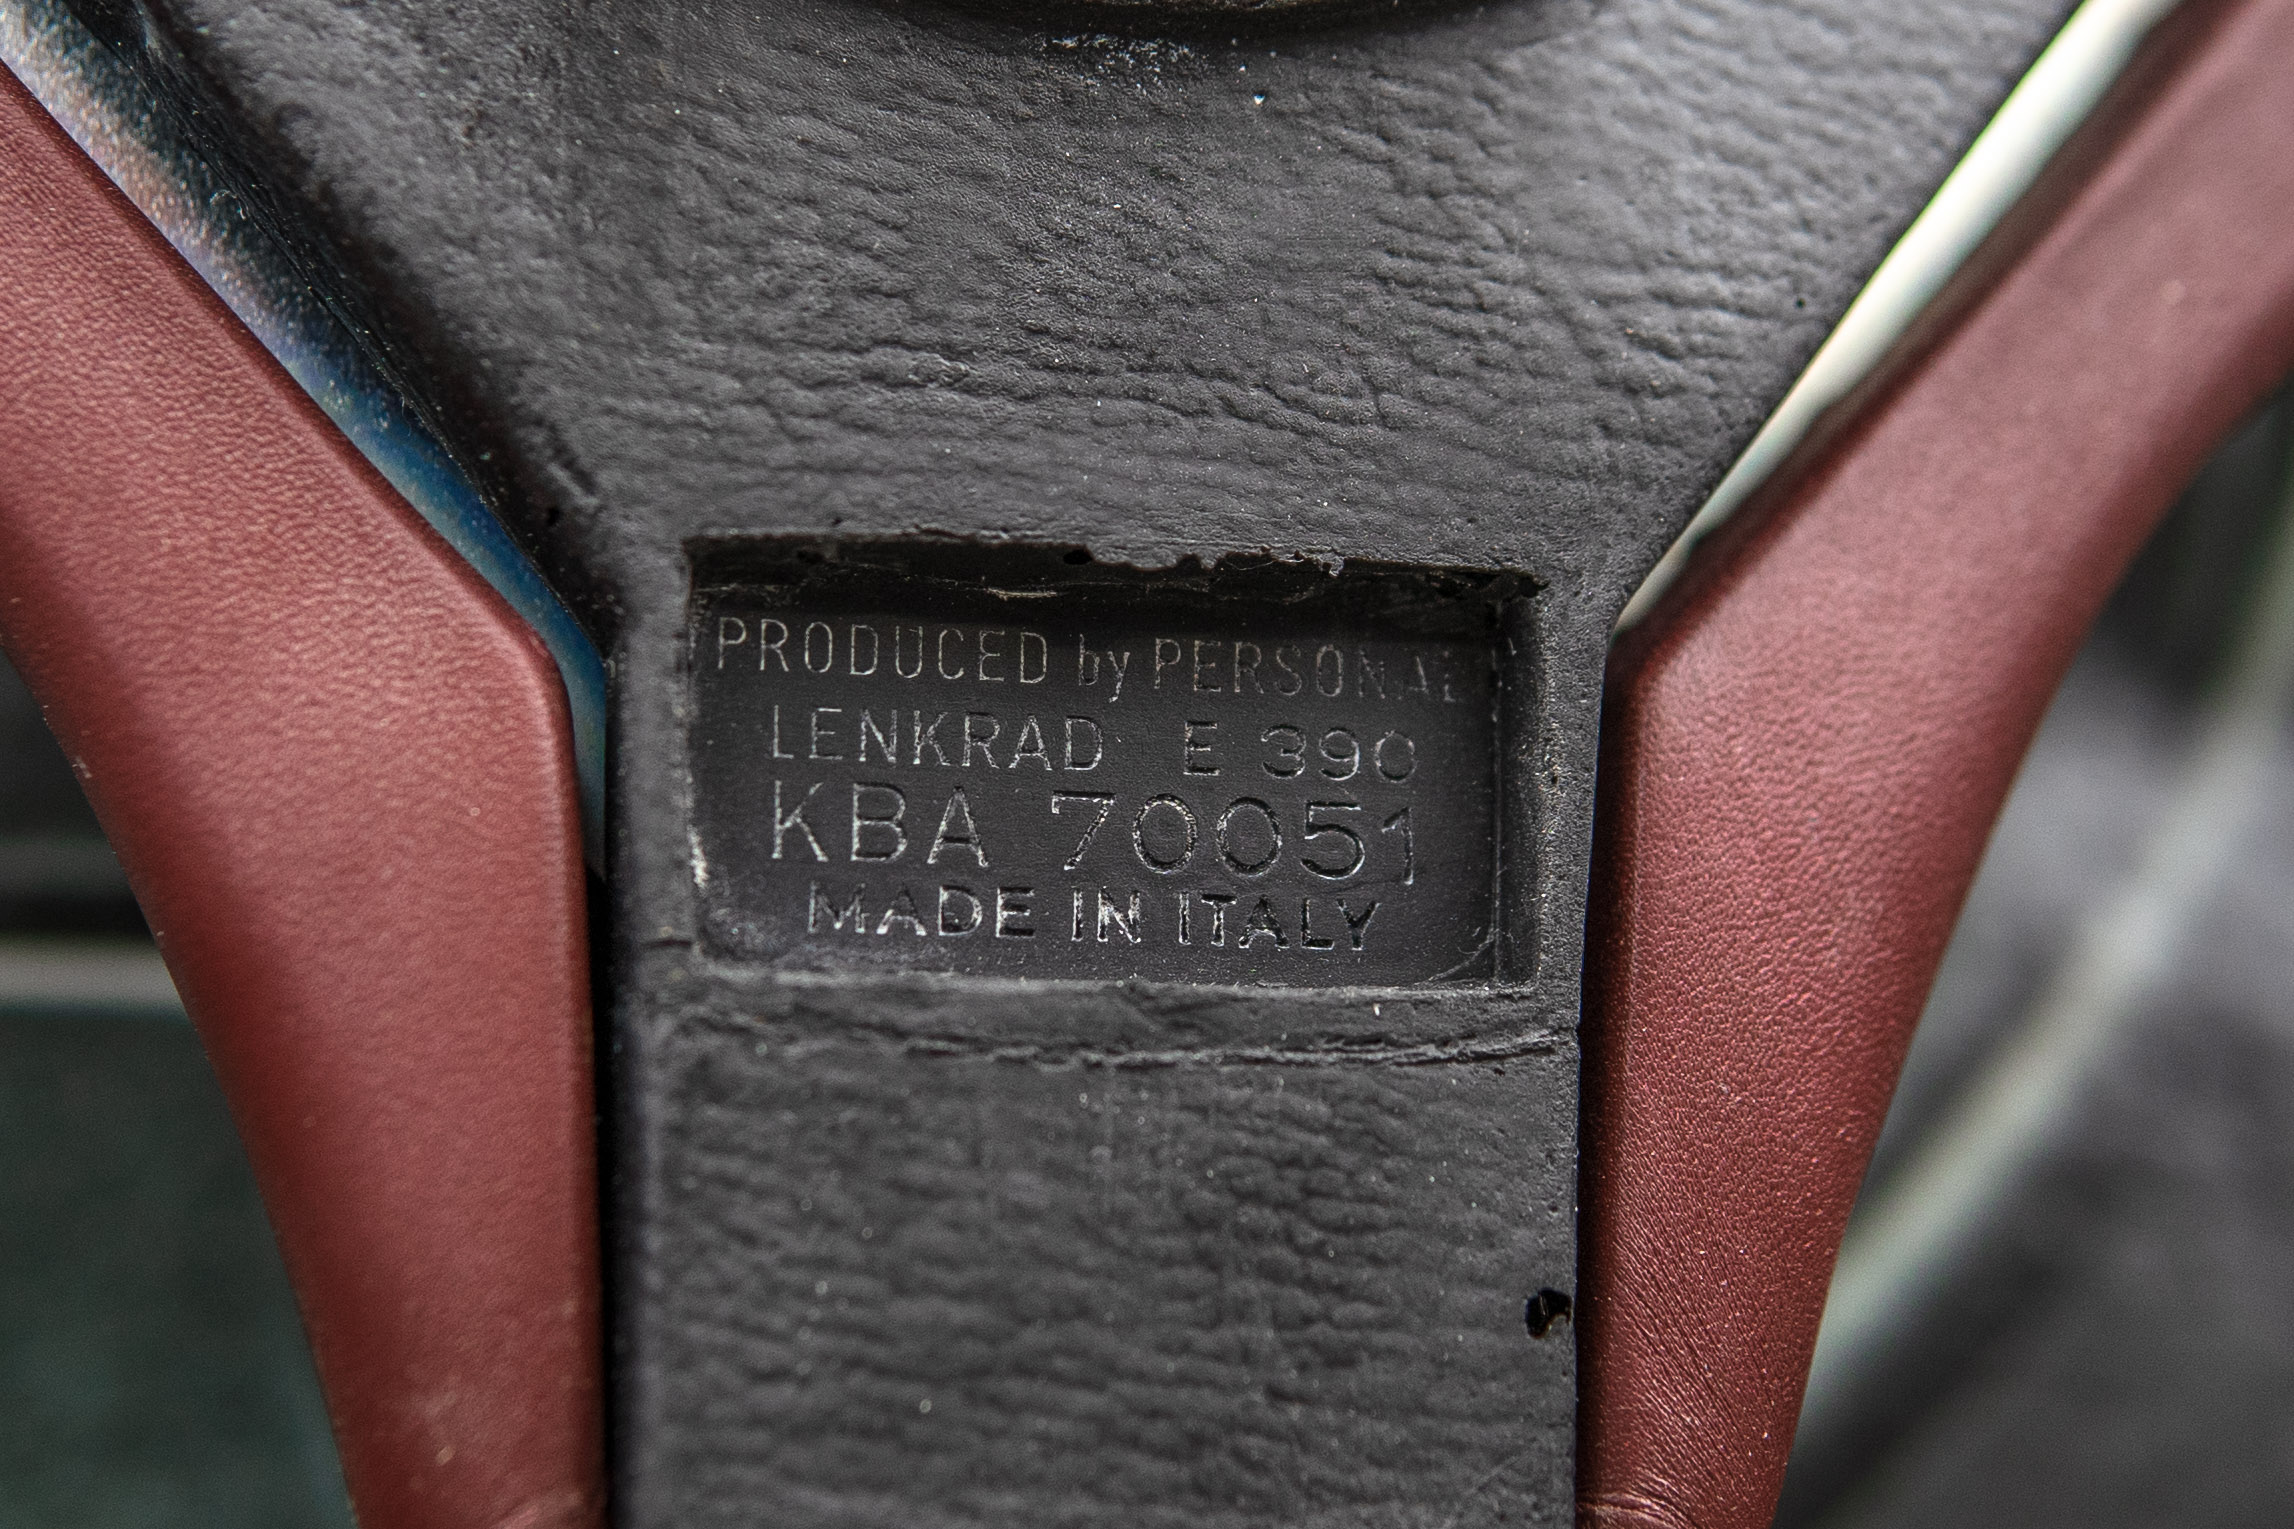 PRODUCED by PERSONAL
LENKRAD E 390
KBA 70051
MADE IN ITALY